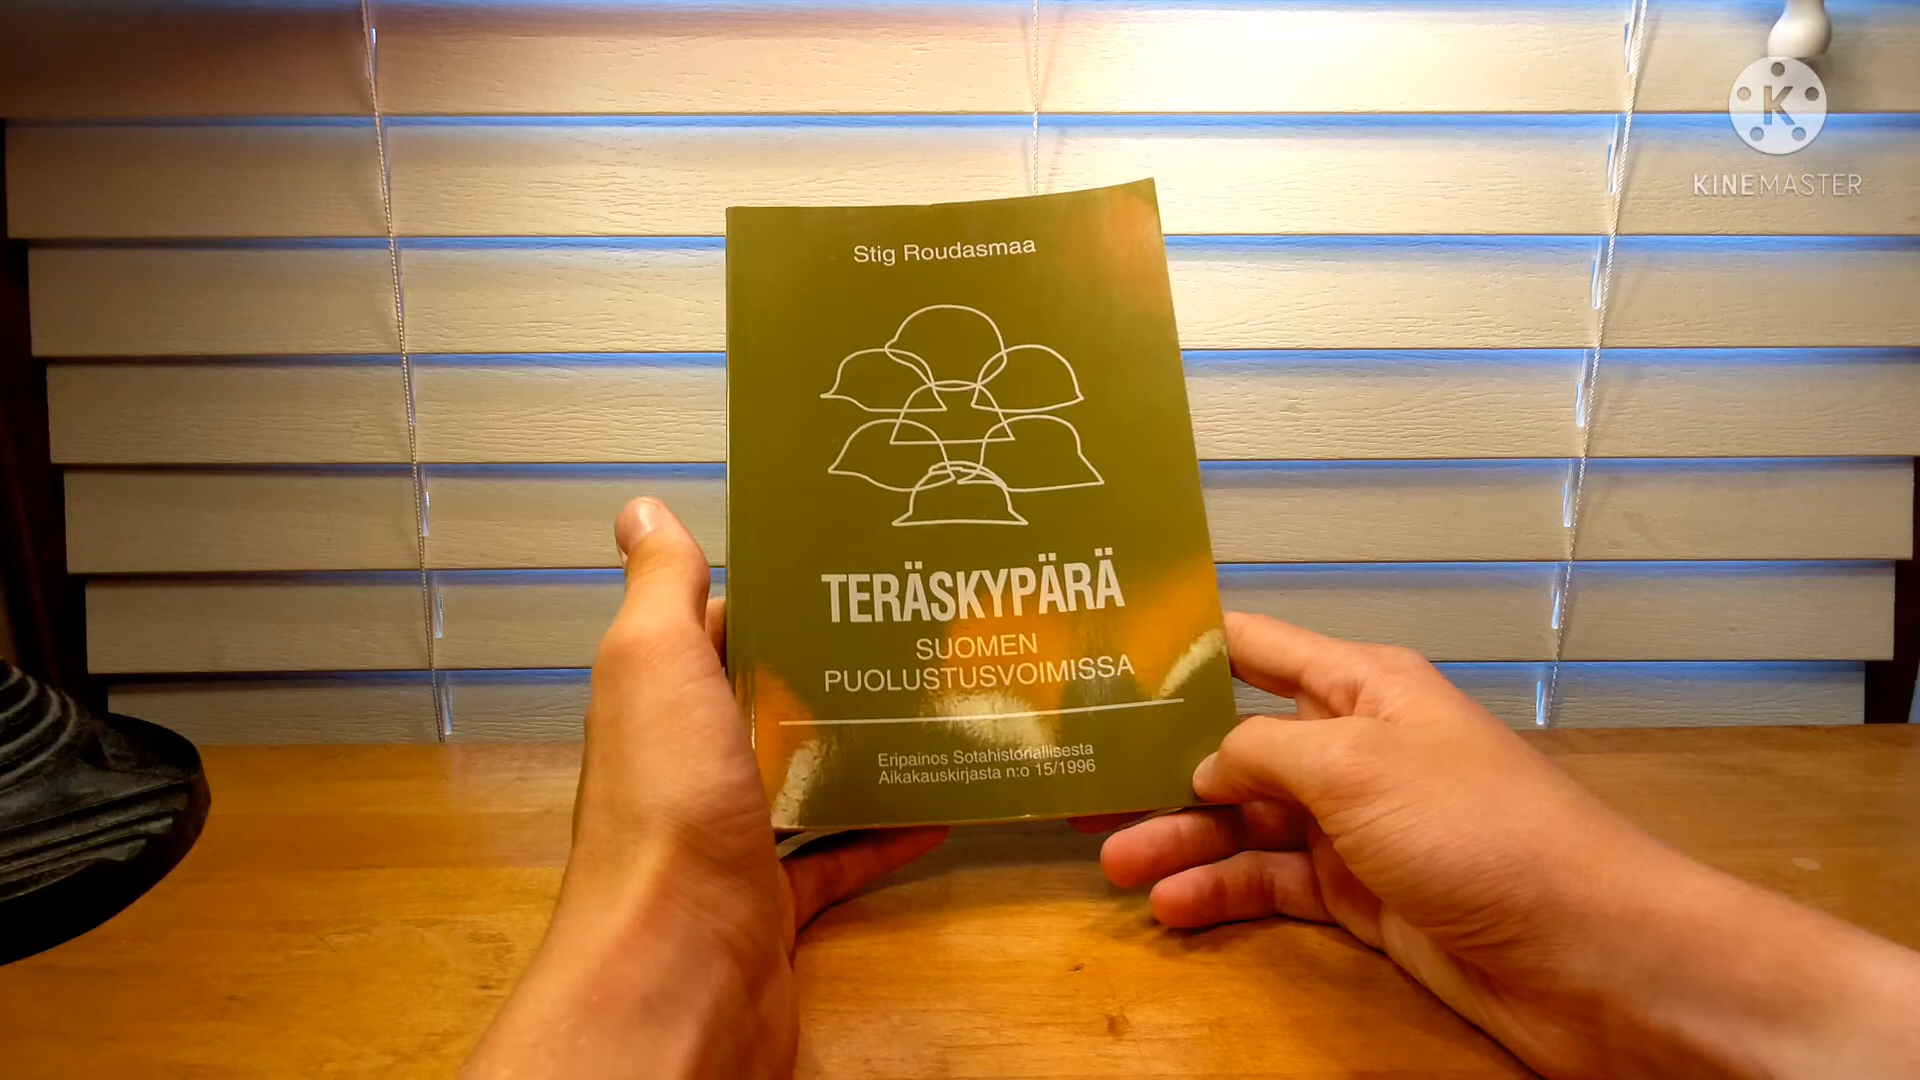 Stig Roudasmaa
TERÄSKYPÄRÄ
SUOMEN
PUOLUSTUSVOIMISSA
Eripainos Sotahistoriallisesta
Aikakauskirjasta n:o 15/1996
K
KINEMASTER